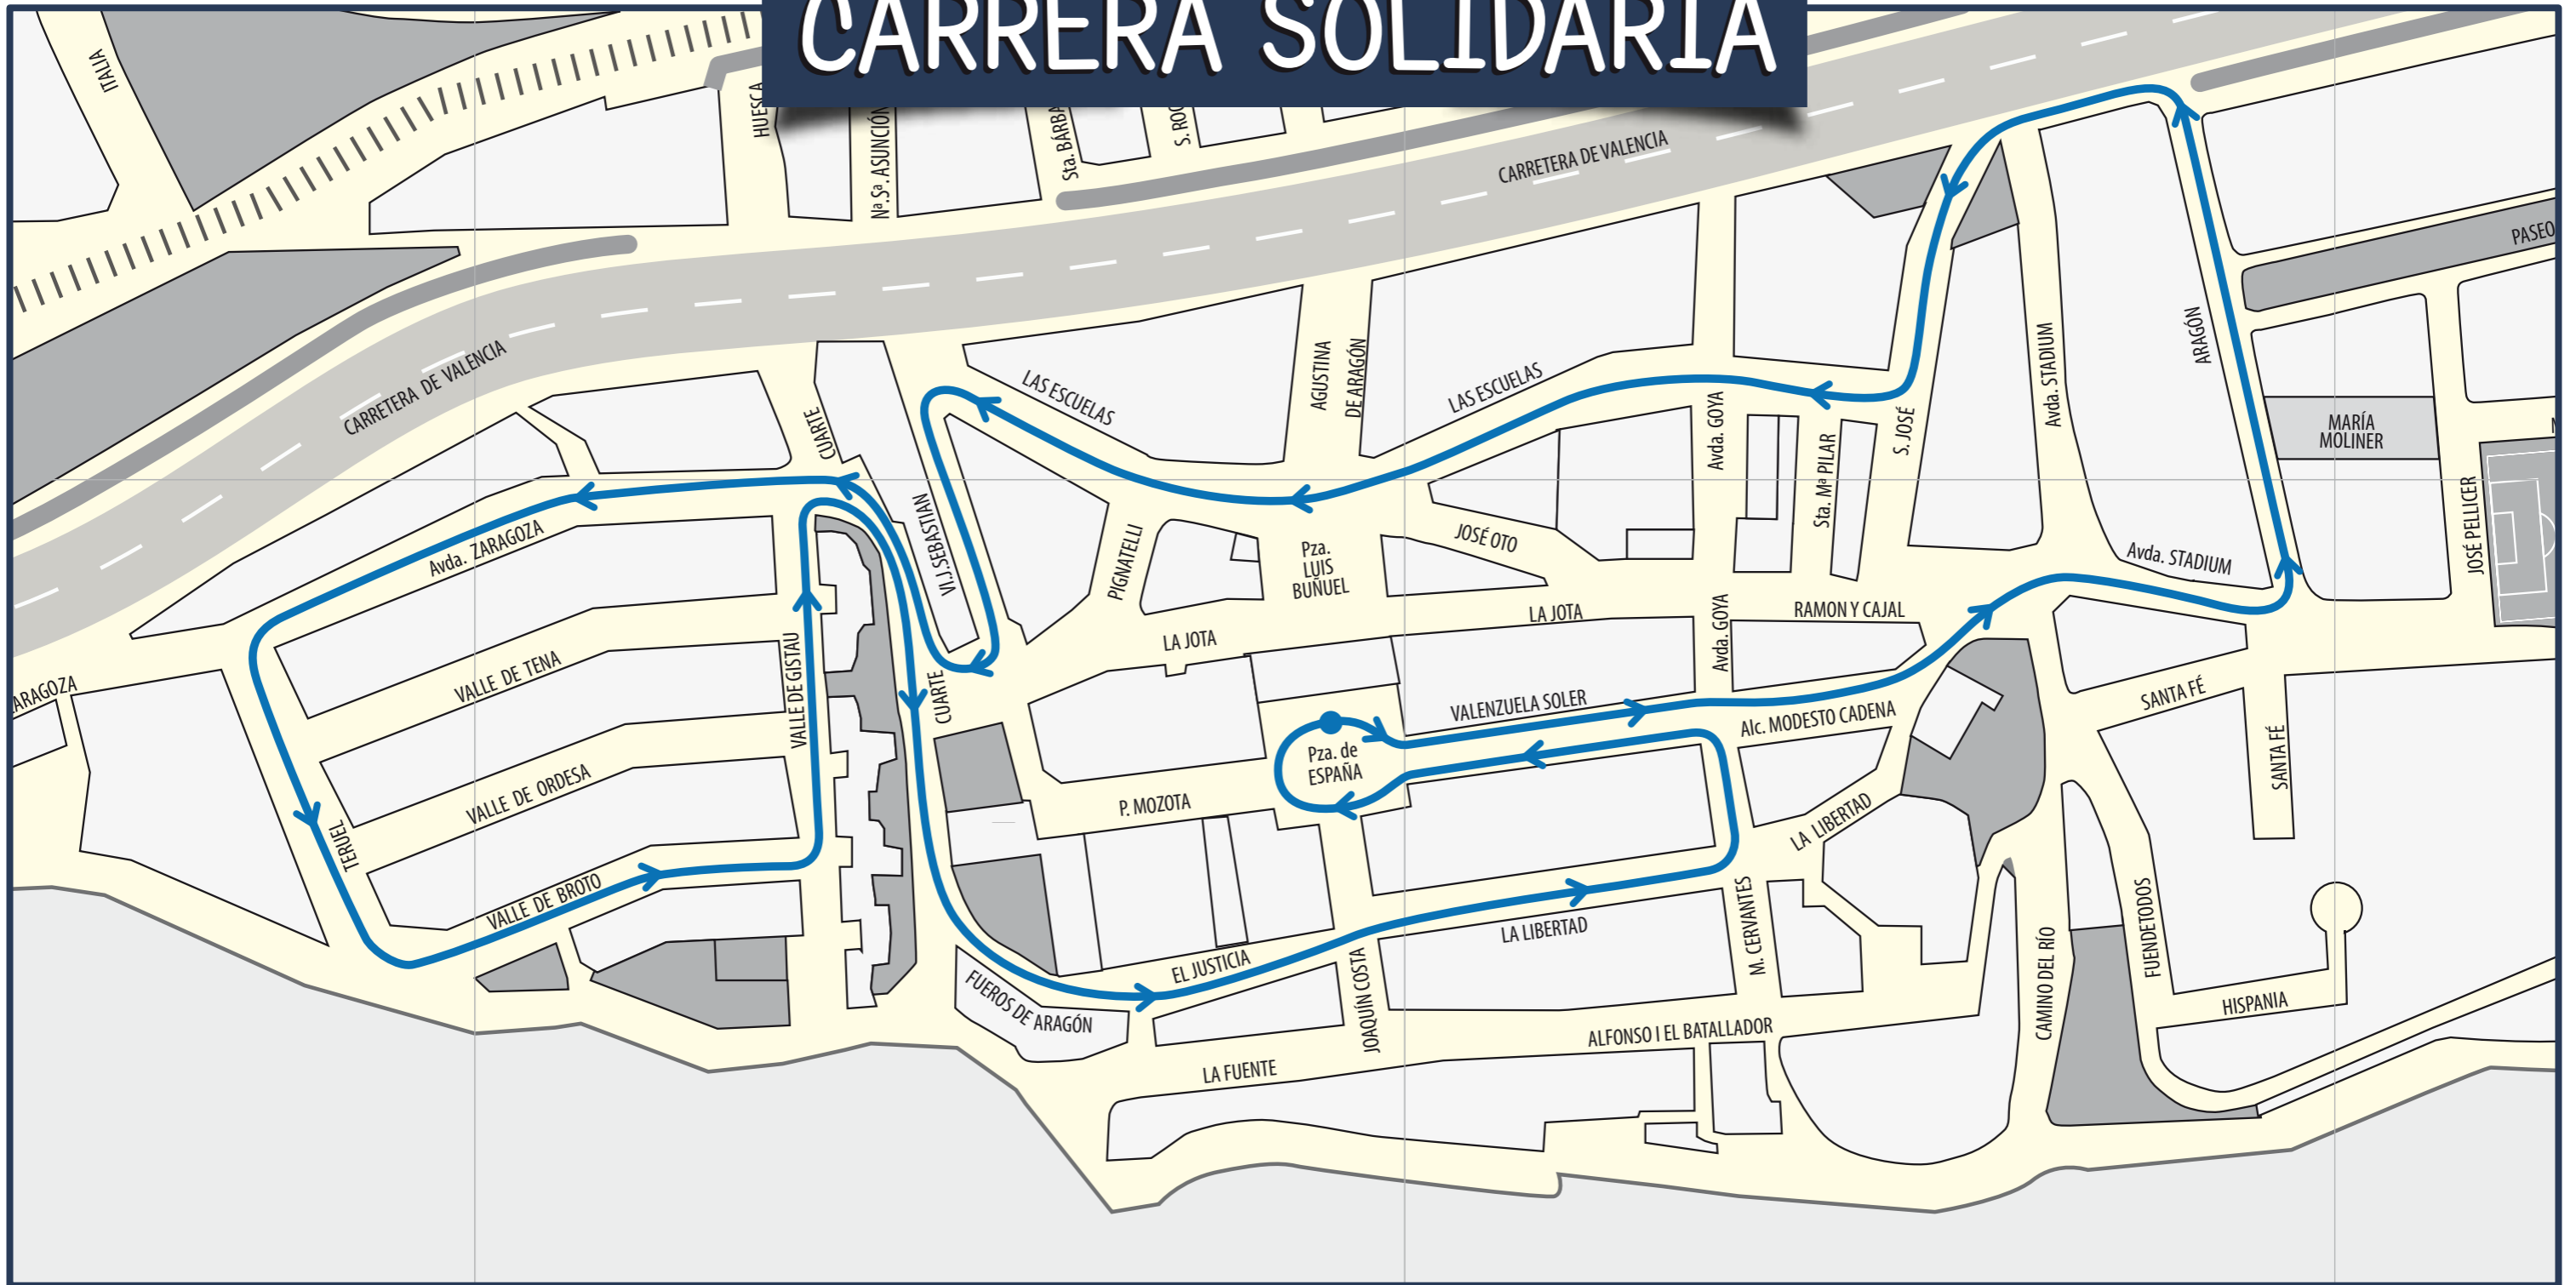 CARRERA SOLIDARIA
ITALIA
HUESCA
Nª.Sª. ASUNCIÓN
CARRETERA DE VALENCIA
CARRETERA DE VALENCIA
PASEO
ARAGÓN
LAS ESCUELAS
AGUSTINA
DE ARAGÓN
LAS ESCUELAS
Avda. GOYA
Sta. Mª PILAR
S. JOSÉ
Avda. STADIUM
MARÍA
MOLINER
JOSÉ PELLICER
CUARTE
VI.J.SEBASTIAN
Avda. ZARAGOZA
PIGNATELLI
Pza.
LUIS
BUÑUEL
JOSÉ OTO
Avda. STADIUM
LA JOTA
LA JOTA
Avda. GOYA
RAMON Y CAJAL
VALLE DE TENA
VALLE DE GISTAU
CUARTE
ARAGOZA
VALENZUELA SOLER
Alc. MODESTO CADENA
SANTA FÉ
SANTA FÉ
Pza. de
ESPAÑA
VALLE DE ORDESA
P. MOZOTA
LA LIBERTAD
TERUEL
VALLE DE BROTO
EL JUSTICIA
LA LIBERTAD
M. CERVANTES
JOAQUÍN COSTA
FUEROS DE ARAGÓN
CAMINO DEL RÍO
FUENDETODOS
HISPANIA
ALFONSO I EL BATALLADOR
LA FUENTE